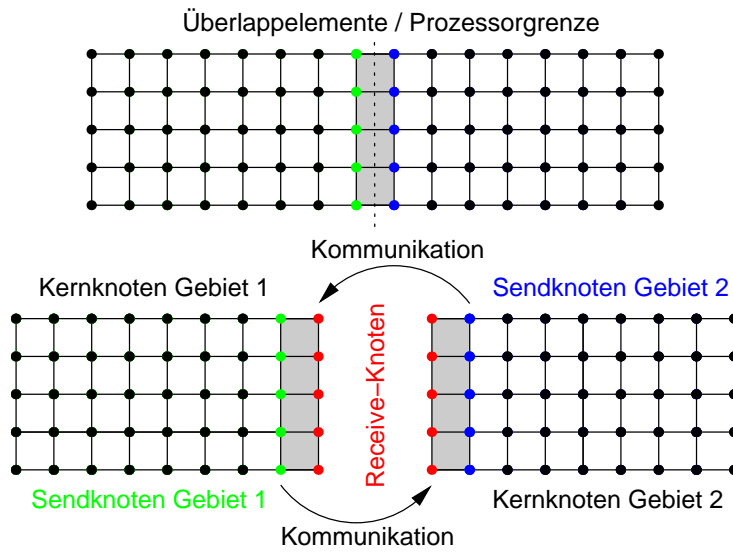 Überlappelemente / Prozessorgrenze
Kommunikation
Kernknoten Gebiet 1
Sendknoten Gebiet 2
Receive−Knoten
Sendknoten Gebiet 1
Kernknoten Gebiet 2
Kommunikation